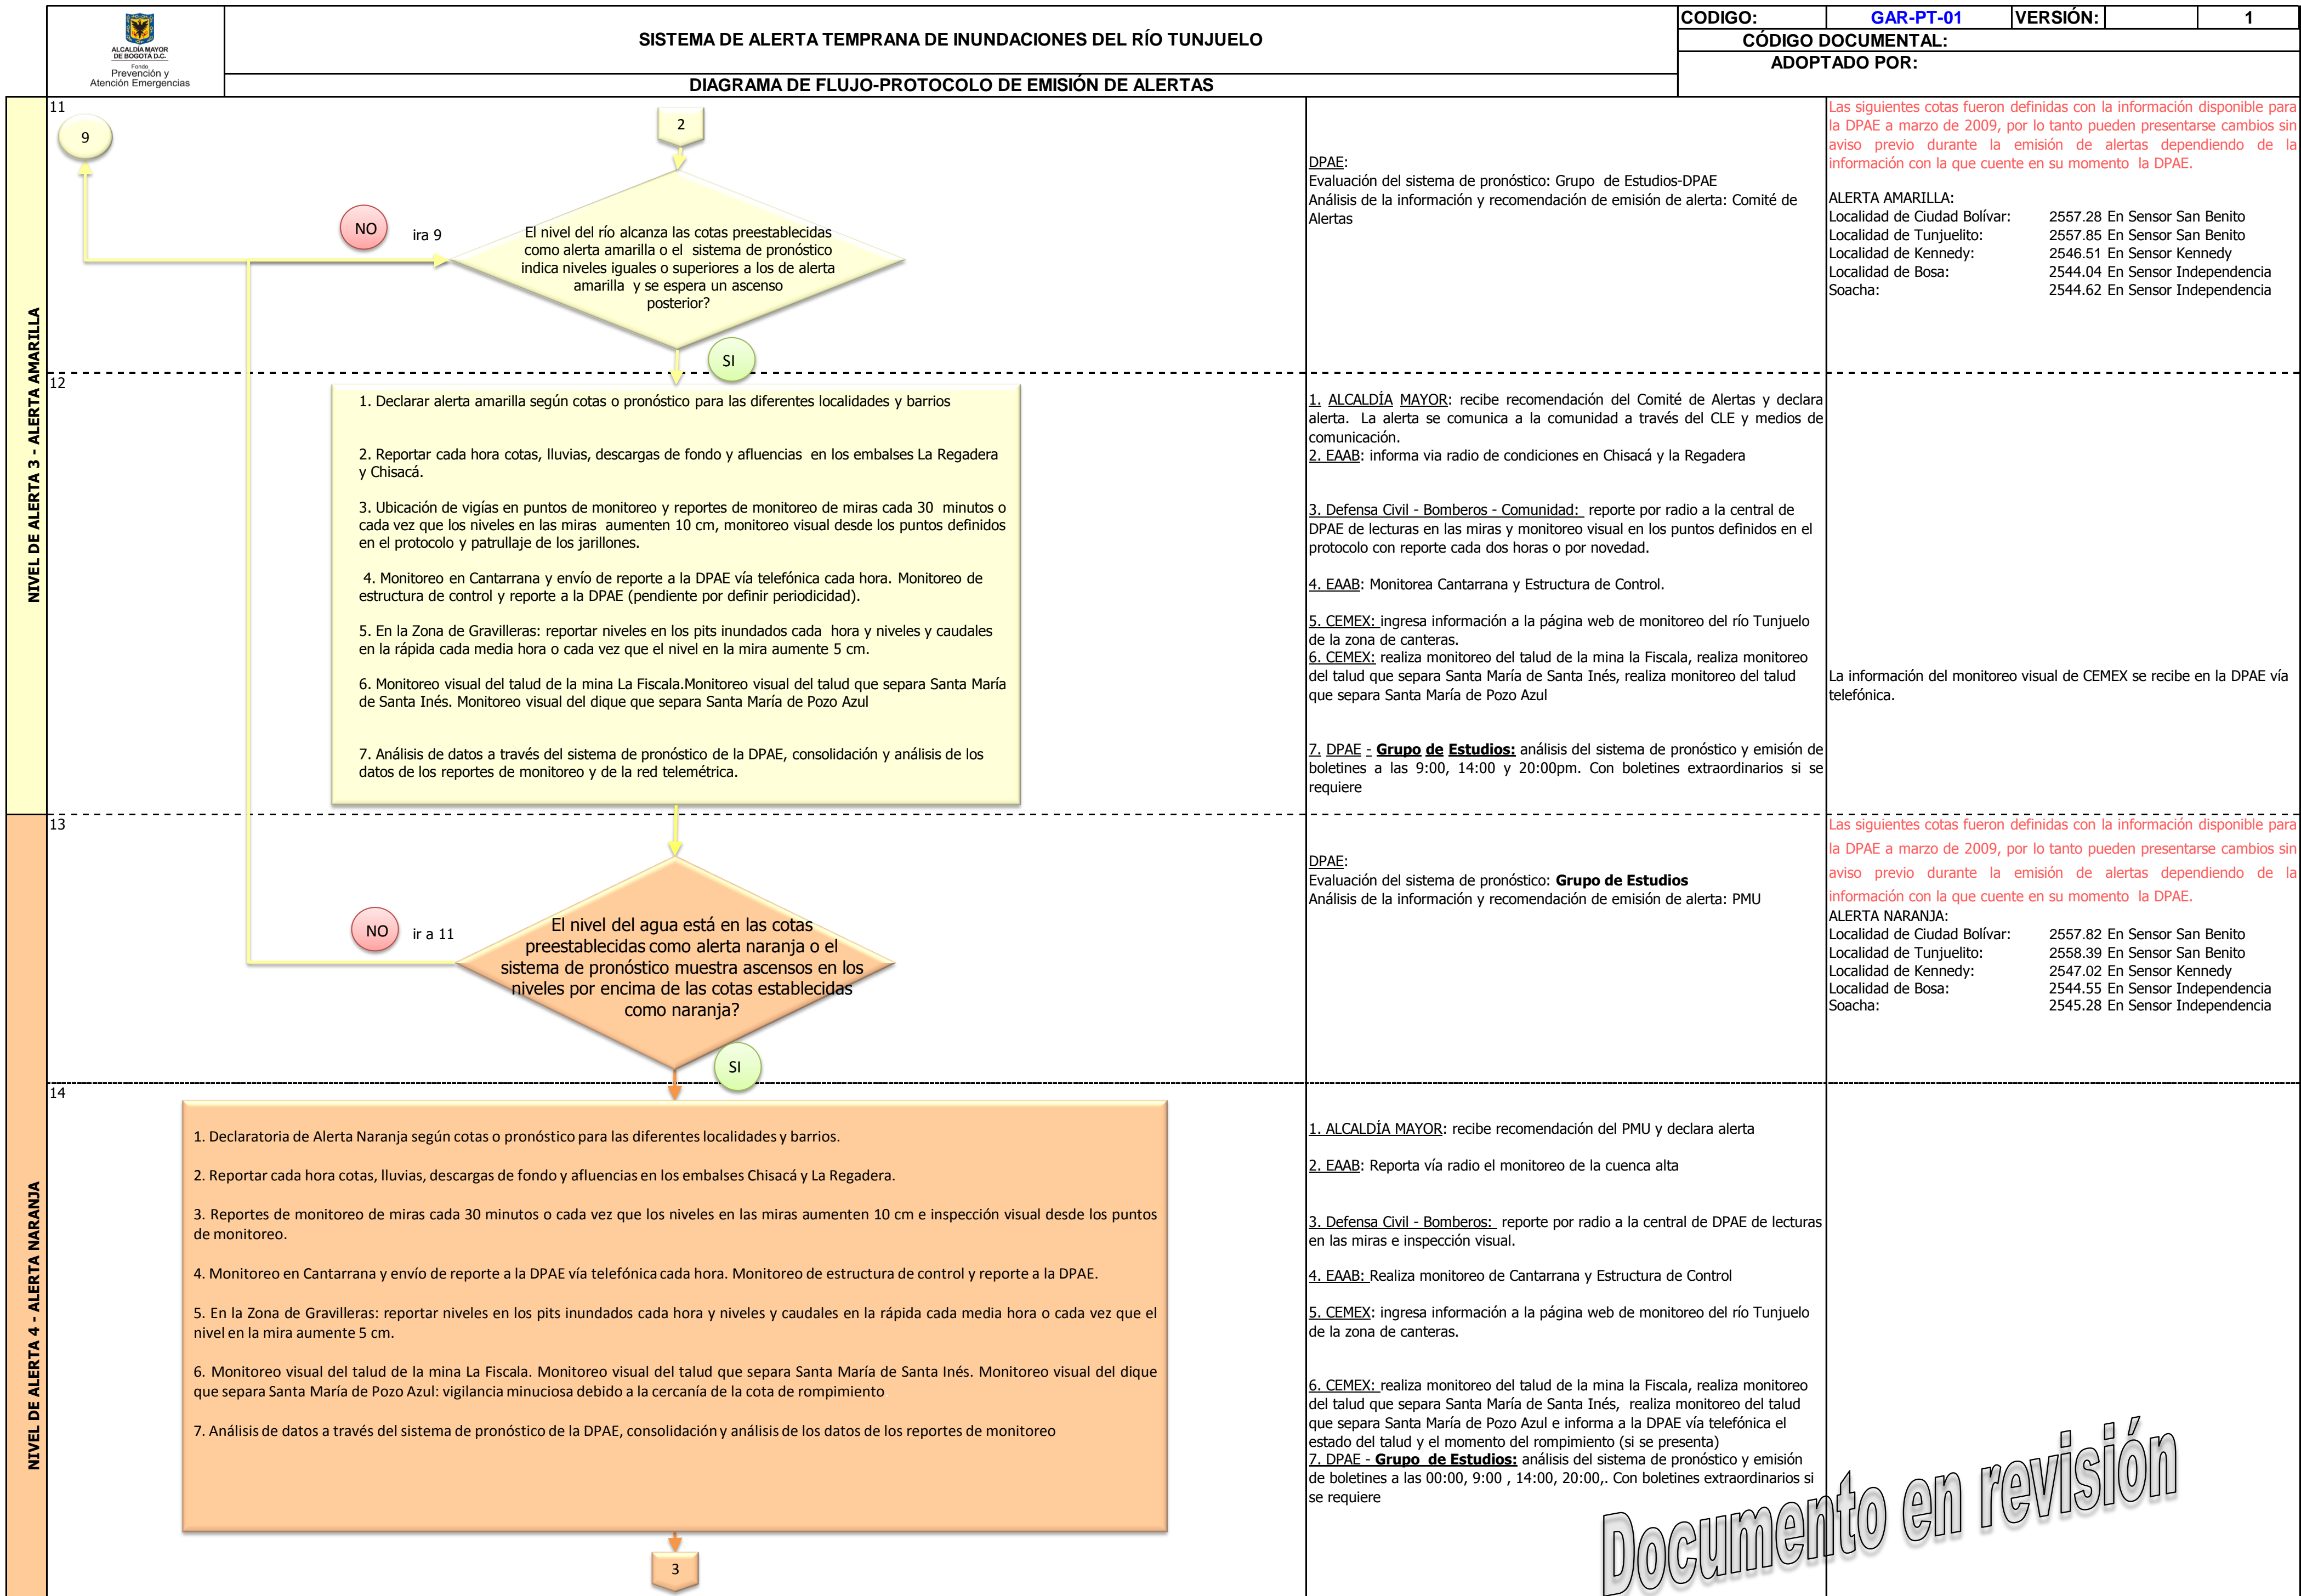 ALCALDÍA MAYOR
DE BOGOTÁ D.C.
Fondo
Prevención y
Atención Emergencias
SISTEMA DE ALERTA TEMPRANA DE INUNDACIONES DEL RÍO TUNJUELO
DIAGRAMA DE FLUJO-PROTOCOLO DE EMISIÓN DE ALERTAS
CODIGO: GAR-PT-01 VERSIÓN: 1
CÓDIGO DOCUMENTAL:
ADOPTADO POR:
NIVEL DE ALERTA 3 - ALERTA AMARILLA
11
9
2
NO
ira 9
El nivel del río alcanza las cotas preestablecidas
como alerta amarilla o el sistema de pronóstico
indica niveles iguales o superiores a los de alerta
amarilla y se espera un ascenso
posterior?
SI
DPAE:
Evaluación del sistema de pronóstico: Grupo de Estudios-DPAE
Análisis de la información y recomendación de emisión de alerta: Comité de
Alertas
Las siguientes cotas fueron definidas con la información disponible para
la DPAE a marzo de 2009, por lo tanto pueden presentarse cambios sin
aviso previo durante la emisión de alertas dependiendo de la
información con la que cuente en su momento la DPAE.
ALERTA AMARILLA:
Localidad de Ciudad Bolívar: 2557.28 En Sensor San Benito
Localidad de Tunjuelito: 2557.85 En Sensor San Benito
Localidad de Kennedy: 2546.51 En Sensor Kennedy
Localidad de Bosa: 2544.04 En Sensor Independencia
Soacha: 2544.62 En Sensor Independencia
12
1. Declarar alerta amarilla según cotas o pronóstico para las diferentes localidades y barrios
2. Reportar cada hora cotas, lluvias, descargas de fondo y afluencias en los embalses La Regadera
y Chisacá.
3. Ubicación de vigías en puntos de monitoreo y reportes de monitoreo de miras cada 30 minutos o
cada vez que los niveles en las miras aumenten 10 cm, monitoreo visual desde los puntos definidos
en el protocolo y patrullaje de los jarillones.
4. Monitoreo en Cantarrana y envío de reporte a la DPAE vía telefónica cada hora. Monitoreo de
estructura de control y reporte a la DPAE (pendiente por definir periodicidad).
5. En la Zona de Gravilleras: reportar niveles en los pits inundados cada hora y niveles y caudales
en la rápida cada media hora o cada vez que el nivel en la mira aumente 5 cm.
6. Monitoreo visual del talud de la mina La Fiscala.Monitoreo visual del talud que separa Santa María
de Santa Inés. Monitoreo visual del dique que separa Santa María de Pozo Azul
7. Análisis de datos a través del sistema de pronóstico de la DPAE, consolidación y análisis de los
datos de los reportes de monitoreo y de la red telemétrica.
1. ALCALDÍA MAYOR: recibe recomendación del Comité de Alertas y declara
alerta. La alerta se comunica a la comunidad a través del CLE y medios de
comunicación.
2. EAAB: informa via radio de condiciones en Chisacá y la Regadera
3. Defensa Civil - Bomberos - Comunidad: reporte por radio a la central de
DPAE de lecturas en las miras y monitoreo visual en los puntos definidos en el
protocolo con reporte cada dos horas o por novedad.
4. EAAB: Monitorea Cantarrana y Estructura de Control.
5. CEMEX: ingresa información a la página web de monitoreo del río Tunjuelo
de la zona de canteras.
6. CEMEX: realiza monitoreo del talud de la mina la Fiscala, realiza monitoreo
del talud que separa Santa María de Santa Inés, realiza monitoreo del talud
que separa Santa María de Pozo Azul
7. DPAE - Grupo de Estudios: análisis del sistema de pronóstico y emisión de
boletines a las 9:00, 14:00 y 20:00pm. Con boletines extraordinarios si se
requiere
La información del monitoreo visual de CEMEX se recibe en la DPAE vía
telefónica.
NIVEL DE ALERTA 4 - ALERTA NARANJA
13
NO
ir a 11
El nivel del agua está en las cotas
preestablecidas como alerta naranja o el
sistema de pronóstico muestra ascensos en los
niveles por encima de las cotas establecidas
como naranja?
SI
DPAE:
Evaluación del sistema de pronóstico: Grupo de Estudios
Análisis de la información y recomendación de emisión de alerta: PMU
Las siguientes cotas fueron definidas con la información disponible para
la DPAE a marzo de 2009, por lo tanto pueden presentarse cambios sin
aviso previo durante la emisión de alertas dependiendo de la
información con la que cuente en su momento la DPAE.
ALERTA NARANJA:
Localidad de Ciudad Bolívar: 2557.82 En Sensor San Benito
Localidad de Tunjuelito: 2558.39 En Sensor San Benito
Localidad de Kennedy: 2547.02 En Sensor Kennedy
Localidad de Bosa: 2544.55 En Sensor Independencia
Soacha: 2545.28 En Sensor Independencia
14
1. Declaratoria de Alerta Naranja según cotas o pronóstico para las diferentes localidades y barrios.
2. Reportar cada hora cotas, lluvias, descargas de fondo y afluencias en los embalses Chisacá y La Regadera.
3. Reportes de monitoreo de miras cada 30 minutos o cada vez que los niveles en las miras aumenten 10 cm e inspección visual desde los puntos
de monitoreo.
4. Monitoreo en Cantarrana y envío de reporte a la DPAE vía telefónica cada hora. Monitoreo de estructura de control y reporte a la DPAE.
5. En la Zona de Gravilleras: reportar niveles en los pits inundados cada hora y niveles y caudales en la rápida cada media hora o cada vez que el
nivel en la mira aumente 5 cm.
6. Monitoreo visual del talud de la mina La Fiscala. Monitoreo visual del talud que separa Santa María de Santa Inés. Monitoreo visual del dique
que separa Santa María de Pozo Azul: vigilancia minuciosa debido a la cercanía de la cota de rompimiento
7. Análisis de datos a través del sistema de pronóstico de la DPAE, consolidación y análisis de los datos de los reportes de monitoreo
3
1. ALCALDÍA MAYOR: recibe recomendación del PMU y declara alerta
2. EAAB: Reporta vía radio el monitoreo de la cuenca alta
3. Defensa Civil - Bomberos: reporte por radio a la central de DPAE de lecturas
en las miras e inspección visual.
4. EAAB: Realiza monitoreo de Cantarrana y Estructura de Control
5. CEMEX: ingresa información a la página web de monitoreo del río Tunjuelo
de la zona de canteras.
6. CEMEX: realiza monitoreo del talud de la mina la Fiscala, realiza monitoreo
del talud que separa Santa María de Santa Inés, realiza monitoreo del talud
que separa Santa María de Pozo Azul e informa a la DPAE vía telefónica el
estado del talud y el momento del rompimiento (si se presenta)
7. DPAE - Grupo de Estudios: análisis del sistema de pronóstico y emisión
de boletines a las 00:00, 9:00 , 14:00, 20:00,. Con boletines extraordinarios si
se requiere
Documento en revisión